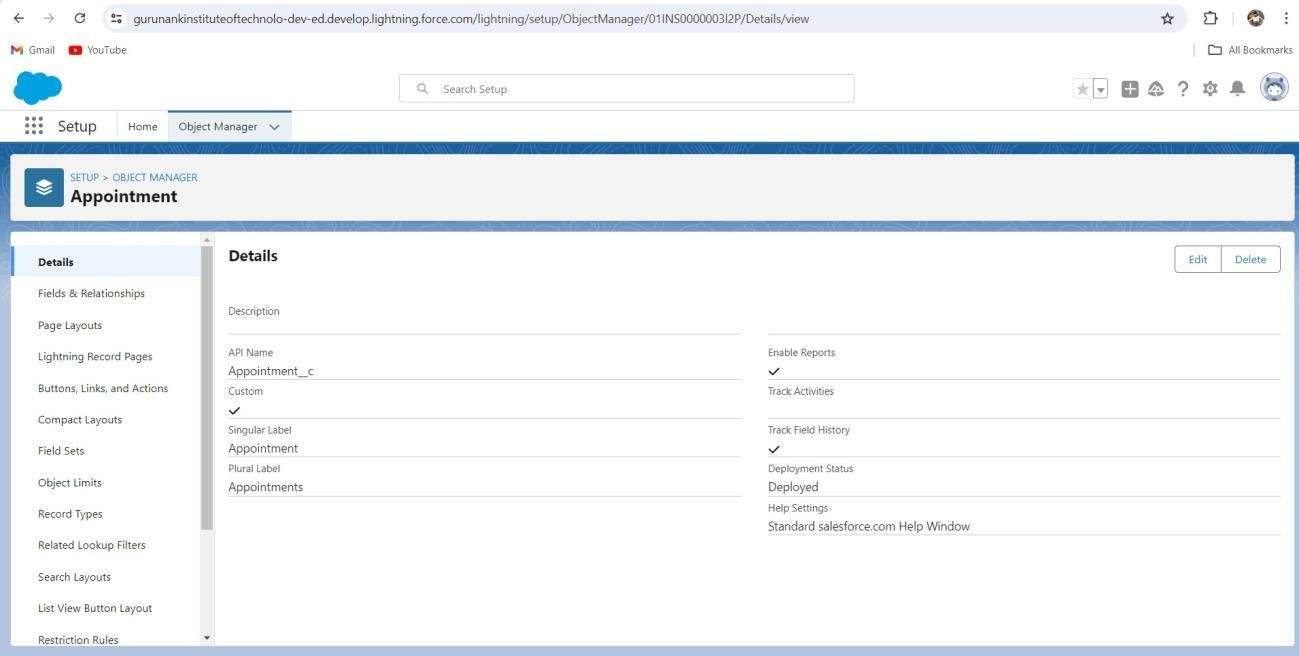 gurunankinstituteoftechnolo-dev-ed.develop.lightning.force.com/lightning/setup/ObjectManager/01INS0000003l2P/Details/view
Gmail YouTube All Bookmarks
Search Setup
Setup Home Object Manager
SETUP > OBJECT MANAGER
Appointment
Details
Fields & Relationships
Page Layouts
Lightning Record Pages
Buttons, Links, and Actions
Compact Layouts
Field Sets
Object Limits
Record Types
Related Lookup Filters
Search Layouts
List View Button Layout
Restriction Rules
Details
Edit Delete
Description
API Name
Appointment__c
Custom
Singular Label
Appointment
Plural Label
Appointments
Enable Reports
Track Activities
Track Field History
Deployment Status
Deployed
Help Settings
Standard salesforce.com Help Window